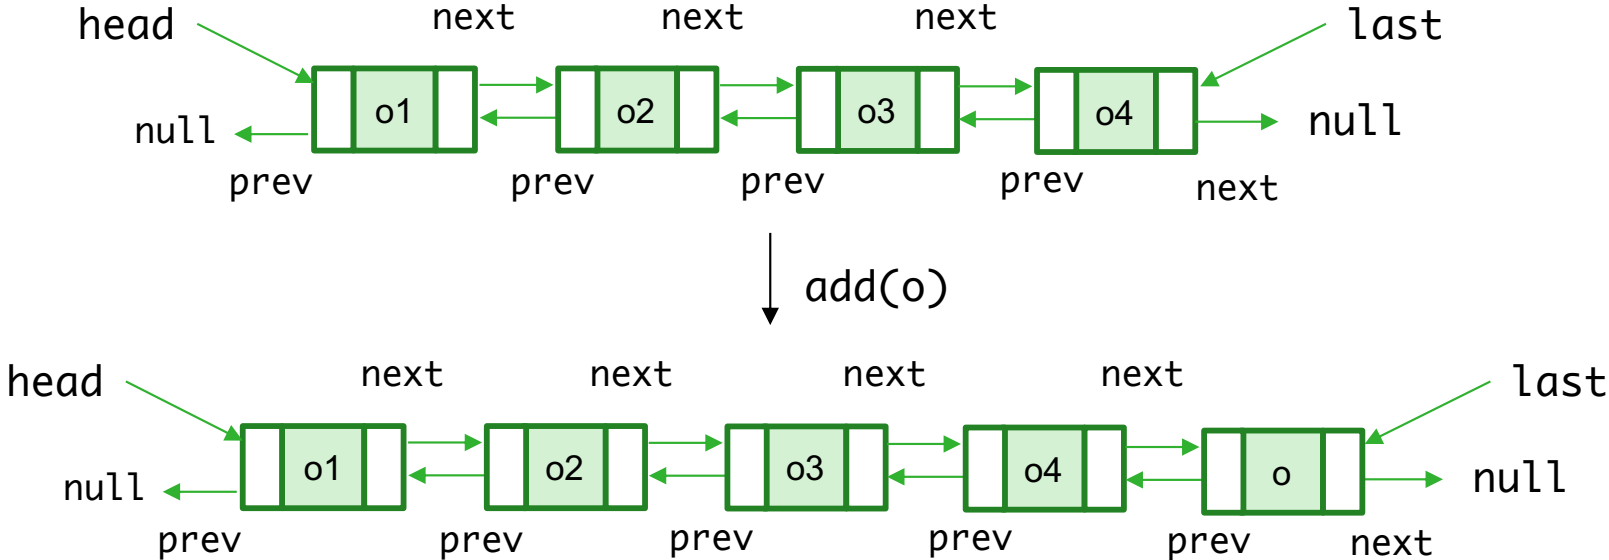 head next next next last
o1 o2 o3 o4
null null
prev prev prev prev next
add(o)
head next next next next last
o1 o2 o3 o4 o
null null
prev prev prev prev prev next